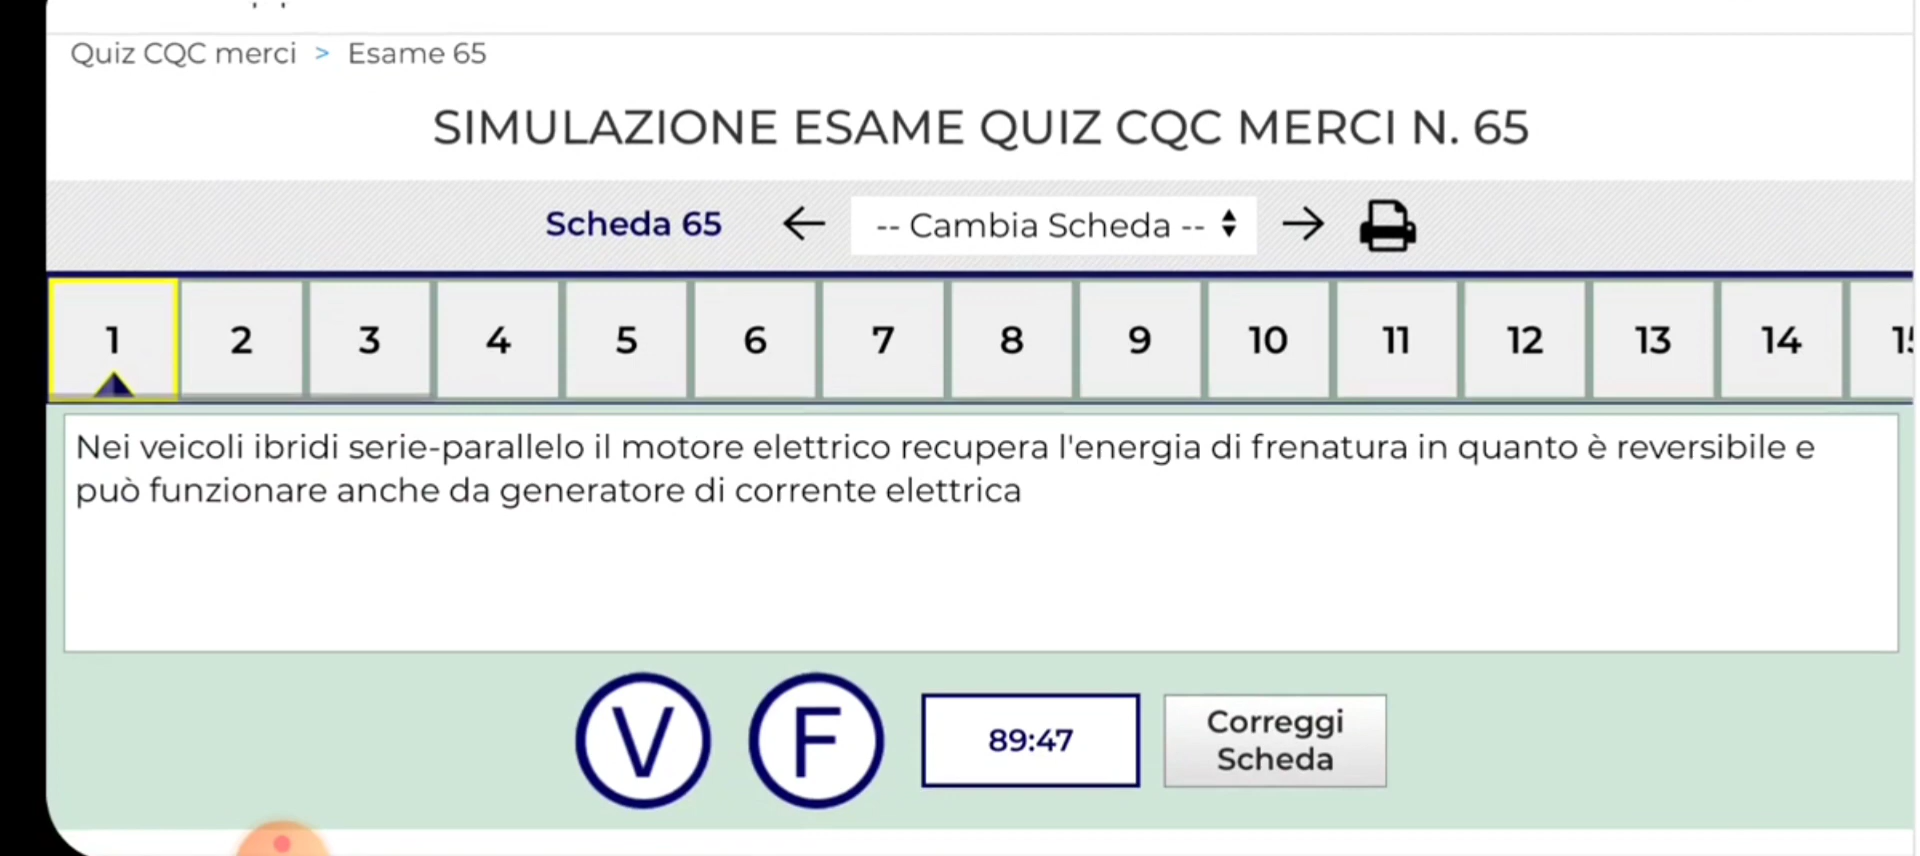 Quiz CQC merci > Esame 65
SIMULAZIONE ESAME QUIZ CQC MERCI N. 65
Scheda 65 ← -- Cambia Scheda -- →
1 2 3 4 5 6 7 8 9 10 11 12 13 14
Nei veicoli ibridi serie-parallelo il motore elettrico recupera l'energia di frenatura in quanto è reversibile e
può funzionare anche da generatore di corrente elettrica
V F 89:47 Correggi
Scheda